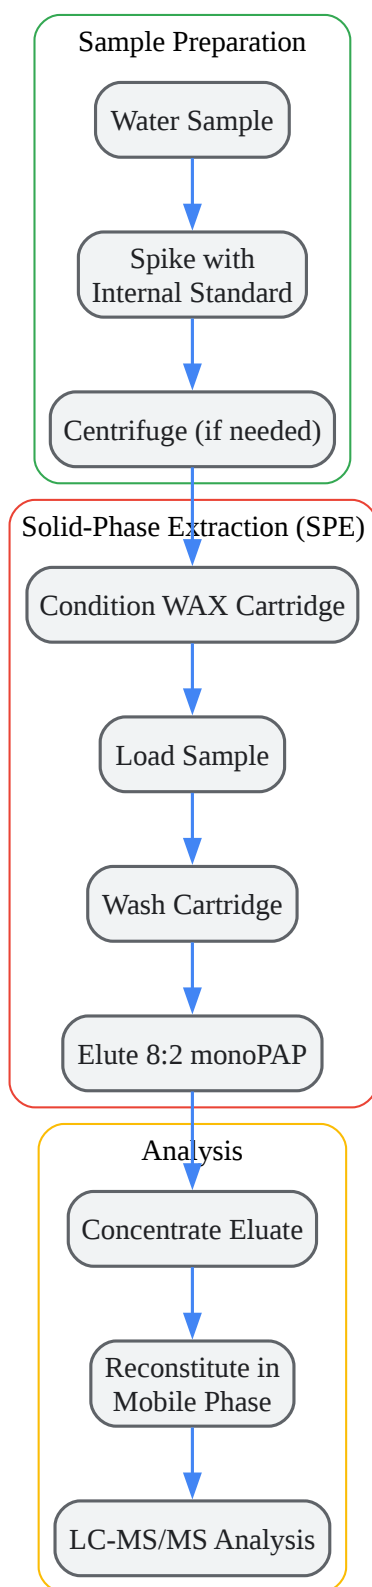 Sample Preparation
Water Sample
Spike with
Internal Standard
Centrifuge (if needed)
Solid-Phase Extraction (SPE)
Condition WAX Cartridge
Load Sample
Wash Cartridge
Elute 8:2 monoPAP
Analysis
Concentrate Eluate
Reconstitute in
Mobile Phase
LC-MS/MS Analysis